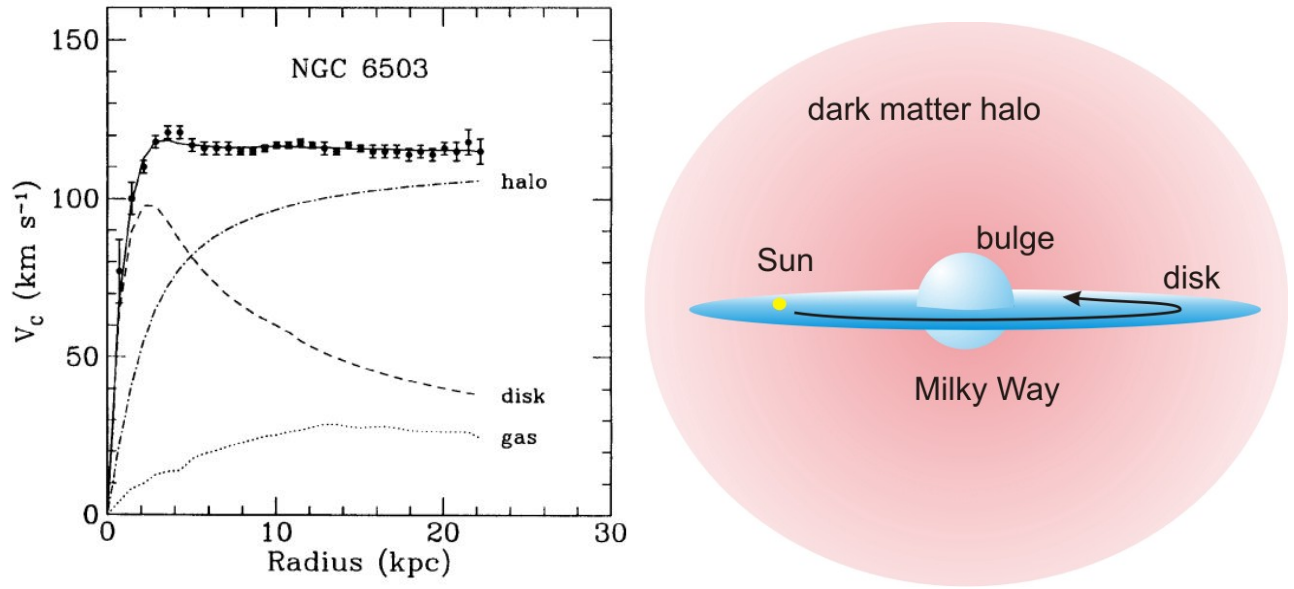 150
NGC 6503
100
50
0
V_c (km s⁻¹)
halo
disk
gas
0
10
20
30
Radius (kpc)
dark matter halo
bulge
Sun
disk
Milky Way